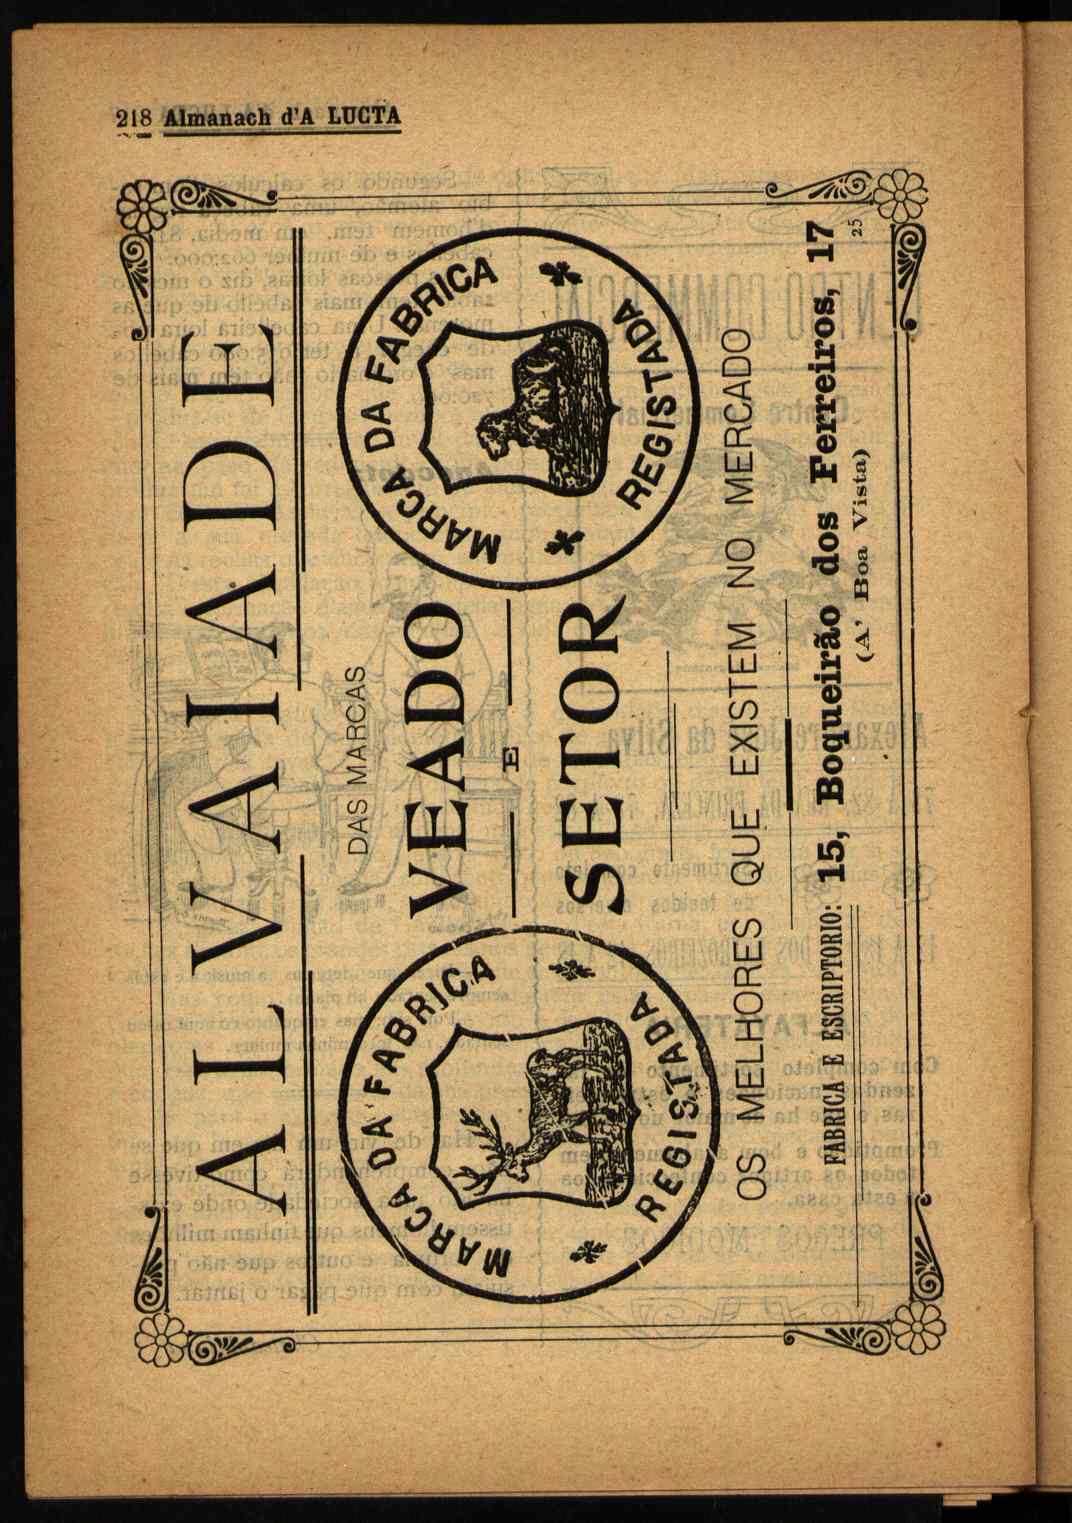 218 Almanach d'A LUCTA
ALVAIADE
DAS MARCAS
VEADO
E
SETOR
MARCA DA FABRICA
REGISTADA
MARCA DA FABRICA
REGISTADA
OS MELHORES QUE EXISTEM NO MERCADO
FABRICA E ESCRIPTORIO: 15, Boqueirão dos Ferreiros, 17
(A' Boa Vista)
25